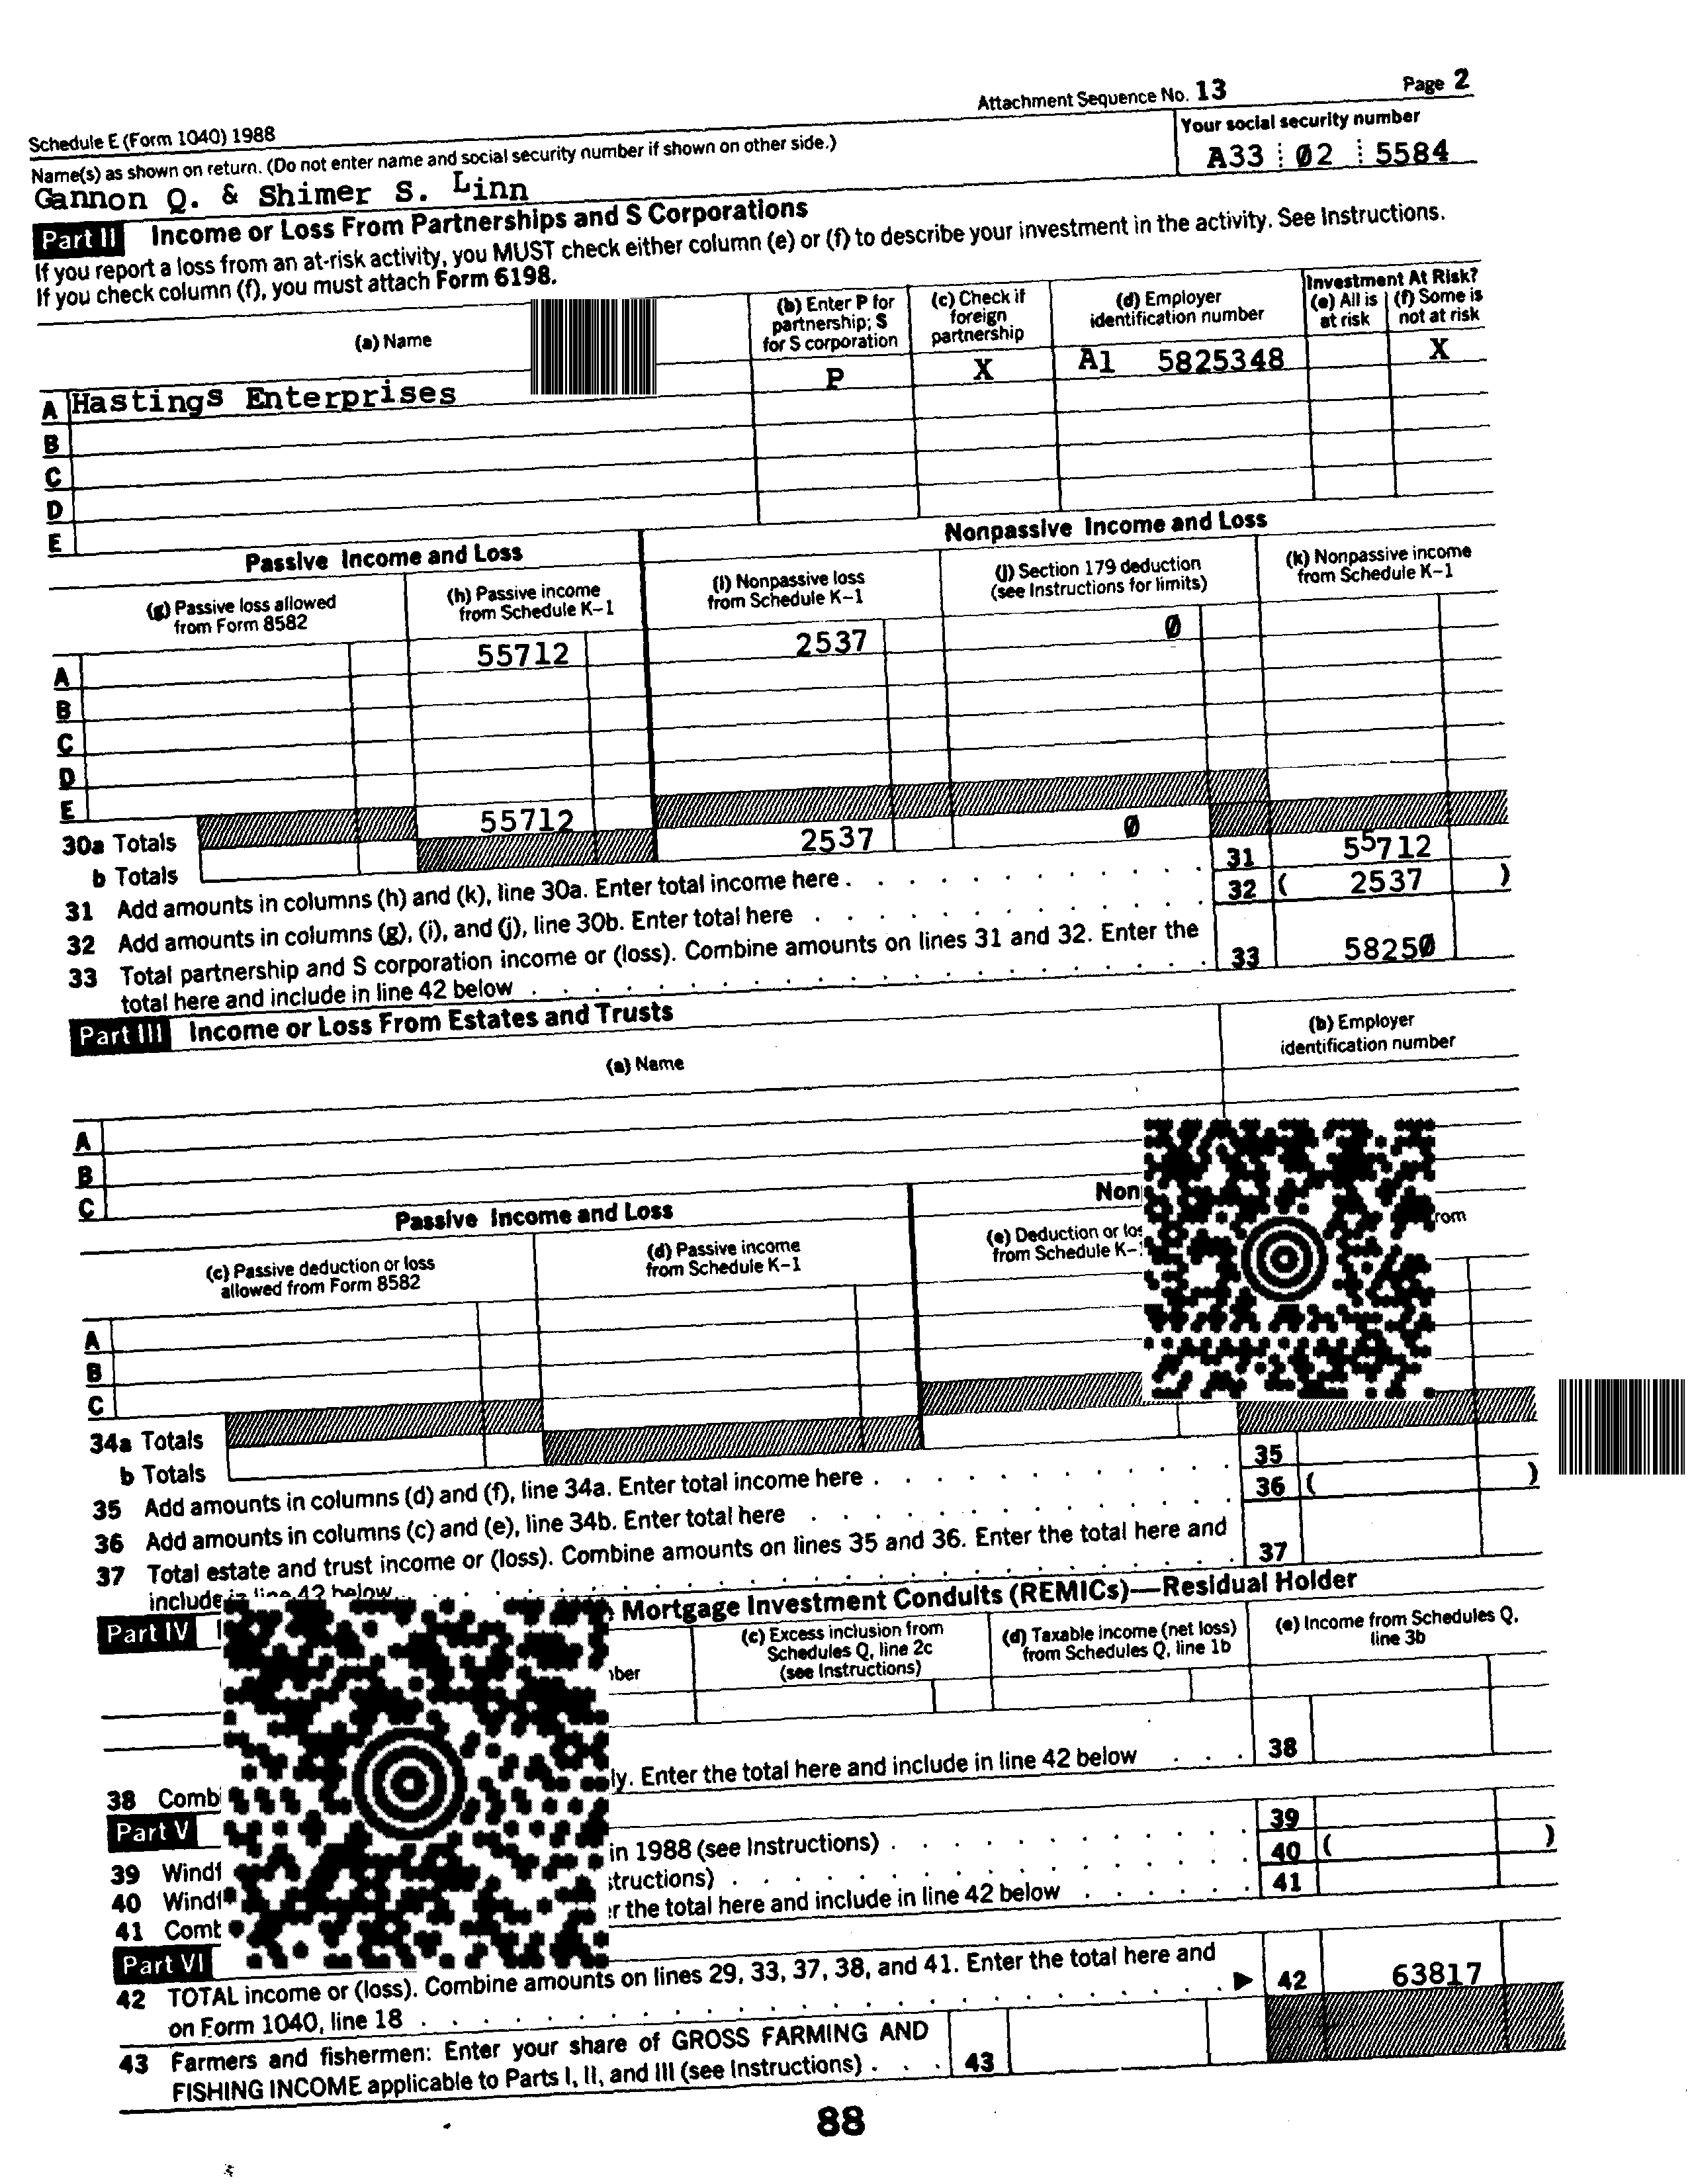 Attachment Sequence No. 13 Page 2
Schedule E (Form 1040) 1988
Name(s) as shown on return. (Do not enter name and social security number if shown on other side.)
Your social security number
Gannon Q. & Shimer S. Linn
A33 02 5584
Part II Income or Loss From Partnerships and S Corporations
If you report a loss from an at-risk activity, you MUST check either column (e) or (f) to describe your investment in the activity. See Instructions.
If you check column (f), you must attach Form 6198.
(a) Name
(b) Enter P for partnership; S for S corporation
(c) Check if foreign partnership
(d) Employer identification number
Investment At Risk?
(e) All is at risk
(f) Some is not at risk
A Hastings Enterprises P X A1 5825348 X
B
C
D
E
Passive Income and Loss
Nonpassive Income and Loss
(g) Passive loss allowed from Form 8582
(h) Passive income from Schedule K-1
(i) Nonpassive loss from Schedule K-1
(j) Section 179 deduction (see Instructions for limits)
(k) Nonpassive income from Schedule K-1
A 55712 2537 0
B
C
D
E
30a Totals 55712
b Totals 2537 0
31 Add amounts in columns (h) and (k), line 30a. Enter total income here . 31 55712
32 Add amounts in columns (g), (i), and (j), line 30b. Enter total here 32 ( 2537 )
33 Total partnership and S corporation income or (loss). Combine amounts on lines 31 and 32. Enter the
total here and include in line 42 below 33 58250
Part III Income or Loss From Estates and Trusts
(a) Name
(b) Employer identification number
A
B
C
Passive Income and Loss
Non
(c) Passive deduction or loss allowed from Form 8582
(d) Passive income from Schedule K-1
(e) Deduction or los
from Schedule K-1
rom
A
B
C
34a Totals
b Totals
35 Add amounts in columns (d) and (f), line 34a. Enter total income here . 35
36 Add amounts in columns (c) and (e), line 34b. Enter total here 36 ( )
37 Total estate and trust income or (loss). Combine amounts on lines 35 and 36. Enter the total here and
include in line 42 below 37
Part IV Mortgage Investment Conduits (REMICs)—Residual Holder
(c) Excess inclusion from Schedules Q, line 2c (see Instructions)
(d) Taxable income (net loss) from Schedules Q, line 1b
(e) Income from Schedules Q, line 3b
38 Comb ly. Enter the total here and include in line 42 below 38
Part V
39 Windf in 1988 (see Instructions) 39
40 Windf structions) 40 ( )
41 Comb r the total here and include in line 42 below 41
Part VI
42 TOTAL income or (loss). Combine amounts on lines 29, 33, 37, 38, and 41. Enter the total here and
on Form 1040, line 18 42 63817
43 Farmers and fishermen: Enter your share of GROSS FARMING AND
FISHING INCOME applicable to Parts I, II, and III (see Instructions) 43
88